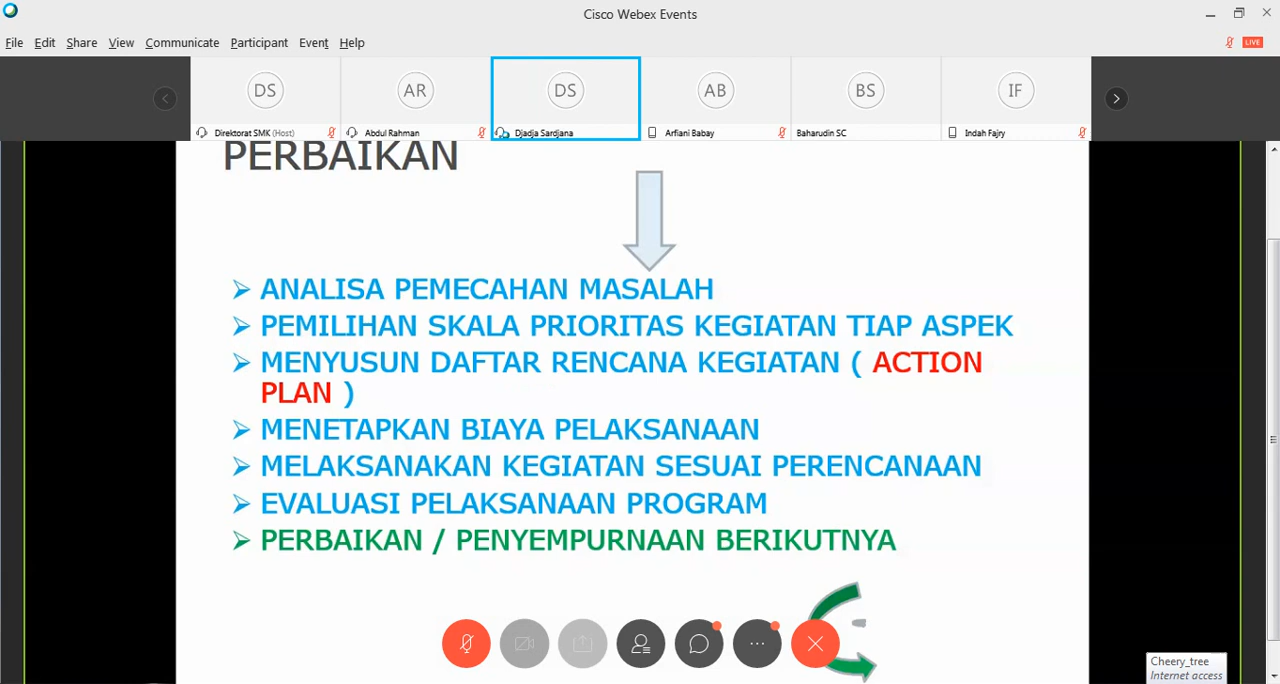 Cisco Webex Events
File Edit Share View Communicate Participant Event Help
LIVE
DS AR DS AB BS IF
Direktorat SMK (Host) Abdul Rahman Djadja Sardjana Arfiani Babay Baharudin SC Indah Fajry
PERBAIKAN
ANALISA PEMECAHAN MASALAH
PEMILIHAN SKALA PRIORITAS KEGIATAN TIAP ASPEK
MENYUSUN DAFTAR RENCANA KEGIATAN ( ACTION
PLAN )
MENETAPKAN BIAYA PELAKSANAAN
MELAKSANAKAN KEGIATAN SESUAI PERENCANAAN
EVALUASI PELAKSANAAN PROGRAM
PERBAIKAN / PENYEMPURNAAN BERIKUTNYA
Cheery_tree
Internet access